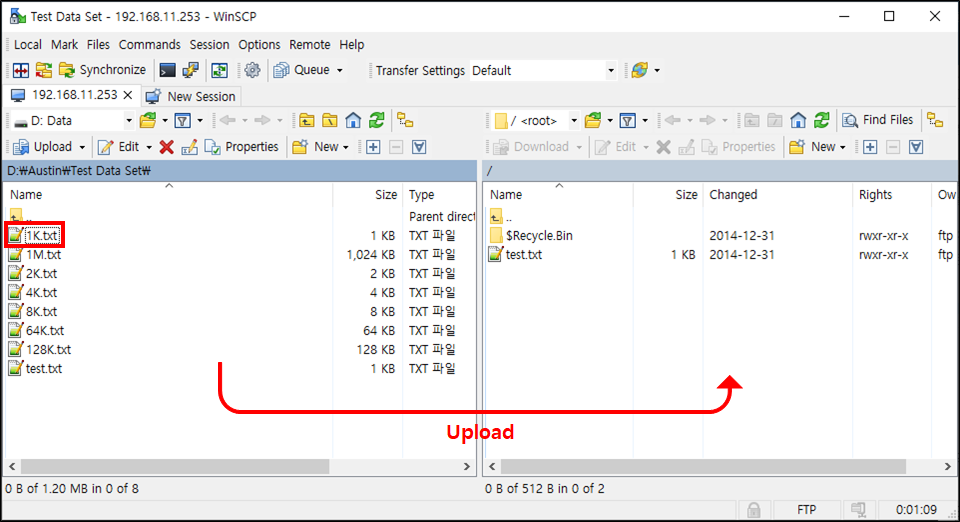 Test Data Set - 192.168.11.253 - WinSCP
Local Mark Files Commands Session Options Remote Help
Synchronize Queue Transfer Settings Default
192.168.11.253 New Session
D: Data / <root> Find Files
Upload Edit Properties New Download Edit Properties New
D:₩Austin₩Test Data Set₩ /
Name Size Type Name Size Changed Rights Ow
.. Parent direct ..
1K.txt 1 KB TXT 파일 $Recycle.Bin 2014-12-31 rwxr-xr-x ftp
1M.txt 1,024 KB TXT 파일 test.txt 1 KB 2014-12-31 rwxr-xr-x ftp
2K.txt 2 KB TXT 파일
4K.txt 4 KB TXT 파일
8K.txt 8 KB TXT 파일
64K.txt 64 KB TXT 파일
128K.txt 128 KB TXT 파일
test.txt 1 KB TXT 파일
Upload
0 B of 1.20 MB in 0 of 8 0 B of 512 B in 0 of 2
FTP 0:01:09